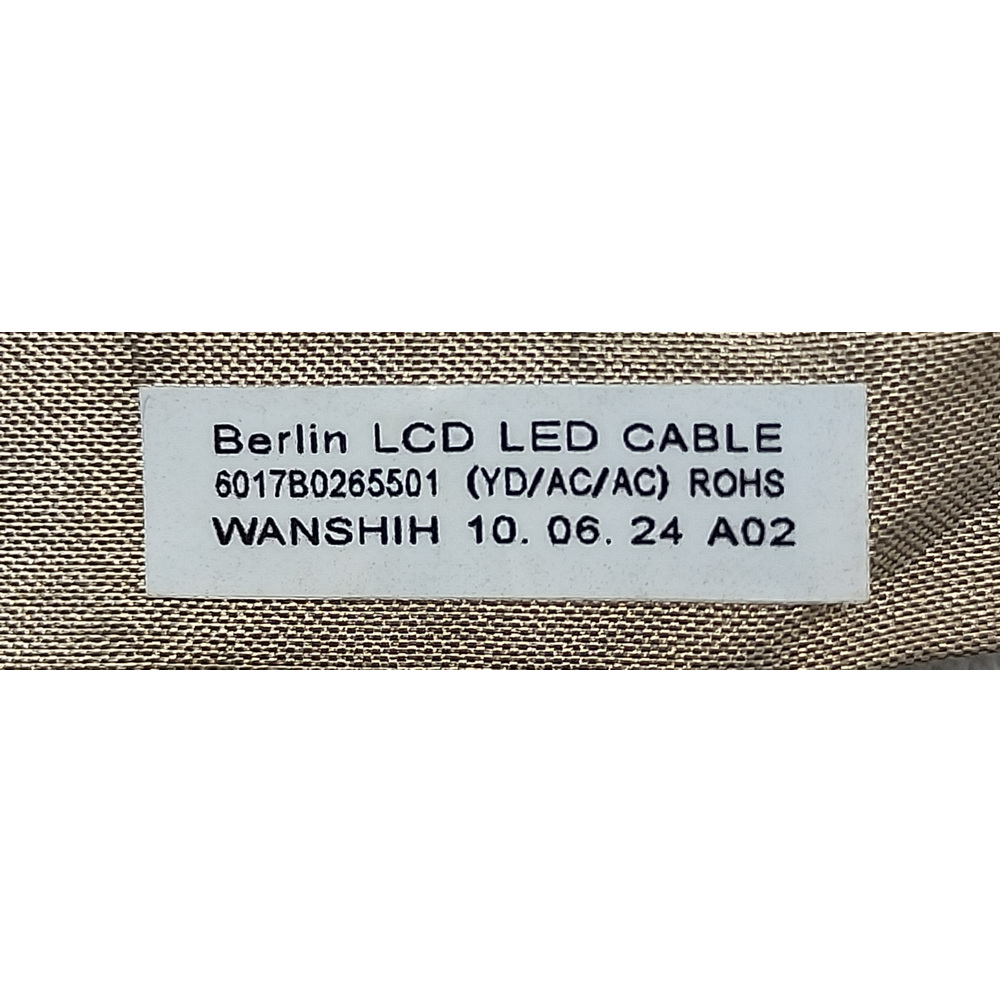 Berlin LCD LED CABLE
6017B0265501 (YD/AC/AC) ROHS
WANSHIH 10. 06. 24 A02